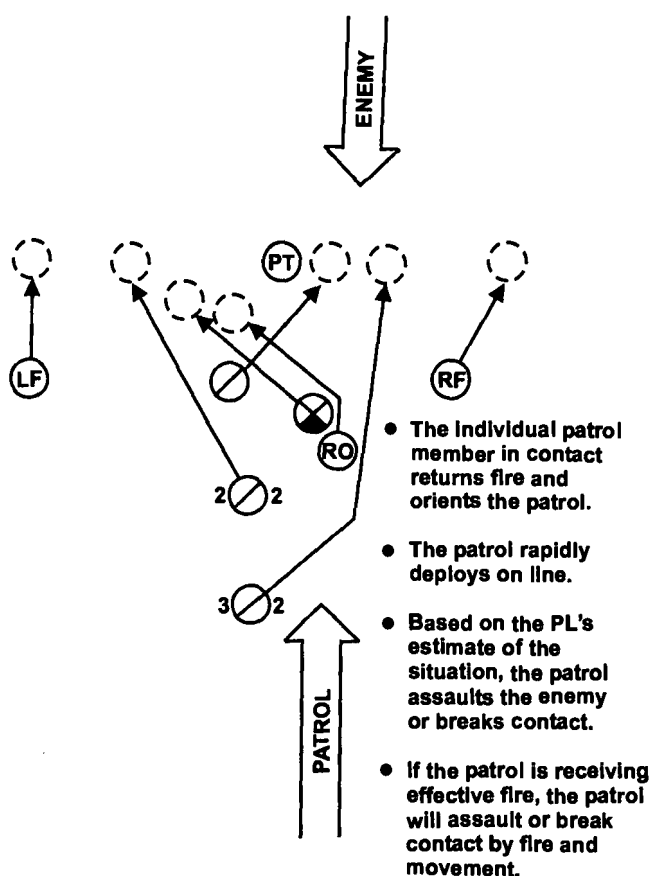 ENEMY
PT
LF
RF
RO
2 2
3 2
PATROL
● The individual patrol
member in contact
returns fire and
orients the patrol.
● The patrol rapidly
deploys on line.
● Based on the PL's
estimate of the
situation, the patrol
assaults the enemy
or breaks contact.
● If the patrol is receiving
effective fire, the patrol
will assault or break
contact by fire and
movement.